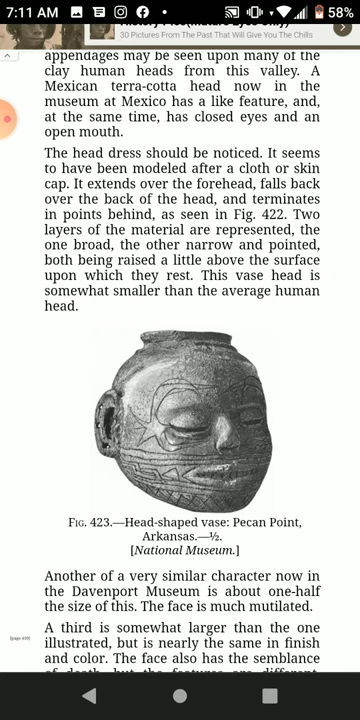 7:11 AM
58%
30 Pictures From The Past That Will Give You The Chills
appendages may be seen upon many of the
clay human heads from this valley. A
Mexican terra-cotta head now in the
museum at Mexico has a like feature, and,
at the same time, has closed eyes and an
open mouth.
The head dress should be noticed. It seems
to have been modeled after a cloth or skin
cap. It extends over the forehead, falls back
over the back of the head, and terminates
in points behind, as seen in Fig. 422. Two
layers of the material are represented, the
one broad, the other narrow and pointed,
both being raised a little above the surface
upon which they rest. This vase head is
somewhat smaller than the average human
head.
Fig. 423.—Head-shaped vase: Pecan Point,
Arkansas.—½.
[National Museum.]
Another of a very similar character now in
the Davenport Museum is about one-half
the size of this. The face is much mutilated.
A third is somewhat larger than the one
[page 410]
illustrated, but is nearly the same in finish
and color. The face also has the semblance
of death, but the features are different,